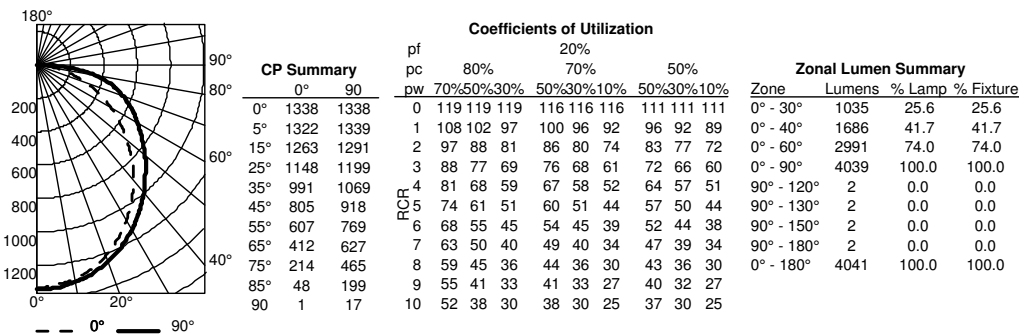 180°
90°
80°
60°
40°
200
400
600
800
1000
1200
0° 20°
0° 90°
CP Summary
0° 90
0° 1338 1338
5° 1322 1339
15° 1263 1291
25° 1148 1199
35° 991 1069
45° 805 918
55° 607 769
65° 412 627
75° 214 465
85° 48 199
90 1 17
Coefficients of Utilization
pf 20%
pc 80% 70% 50%
pw 70%50%30% 50%30%10% 50%30%10%
RCR
0 119 119 119 116 116 116 111 111 111
1 108 102 97 100 96 92 96 92 89
2 97 88 81 86 80 74 83 77 72
3 88 77 69 76 68 61 72 66 60
4 81 68 59 67 58 52 64 57 51
5 74 61 51 60 51 44 57 50 44
6 68 55 45 54 45 39 52 44 38
7 63 50 40 49 40 34 47 39 34
8 59 45 36 44 36 30 43 36 30
9 55 41 33 41 33 27 40 32 27
10 52 38 30 38 30 25 37 30 25
Zonal Lumen Summary
Zone Lumens % Lamp % Fixture
0° - 30° 1035 25.6 25.6
0° - 40° 1686 41.7 41.7
0° - 60° 2991 74.0 74.0
0° - 90° 4039 100.0 100.0
90° - 120° 2 0.0 0.0
90° - 130° 2 0.0 0.0
90° - 150° 2 0.0 0.0
90° - 180° 2 0.0 0.0
0° - 180° 4041 100.0 100.0